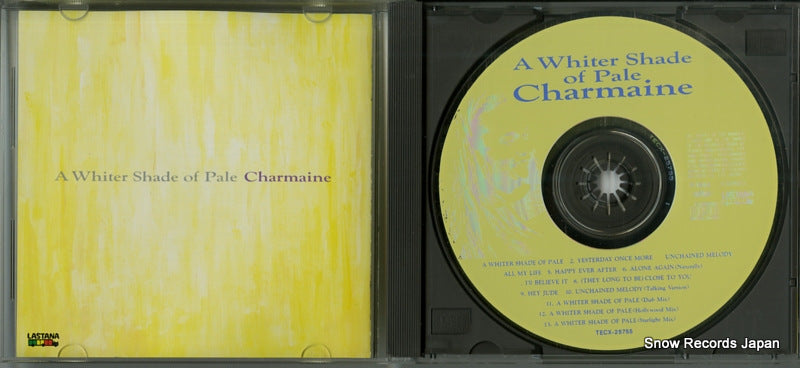 A Whiter Shade of Pale Charmaine
LASTANA
A Whiter Shade
of Pale
Charmaine
TECX-25755
A WHITER SHADE OF PALE 2. YESTERDAY ONCE MORE UNCHAINED MELODY
ALL MY LIFE 5. HAPPY EVER AFTER 6. ALONE AGAIN (Naturally)
I'LL BELIEVE IT 8. (THEY LONG TO BE) CLOSE TO YOU
9. HEY JUDE 10. UNCHAINED MELODY (Talking Version)
11. A WHITER SHADE OF PALE (Dub Mix)
12. A WHITER SHADE OF PALE (Hollywood Mix)
13. A WHITER SHADE OF PALE (Starlight Mix)
TECX-25755
Snow Records Japan